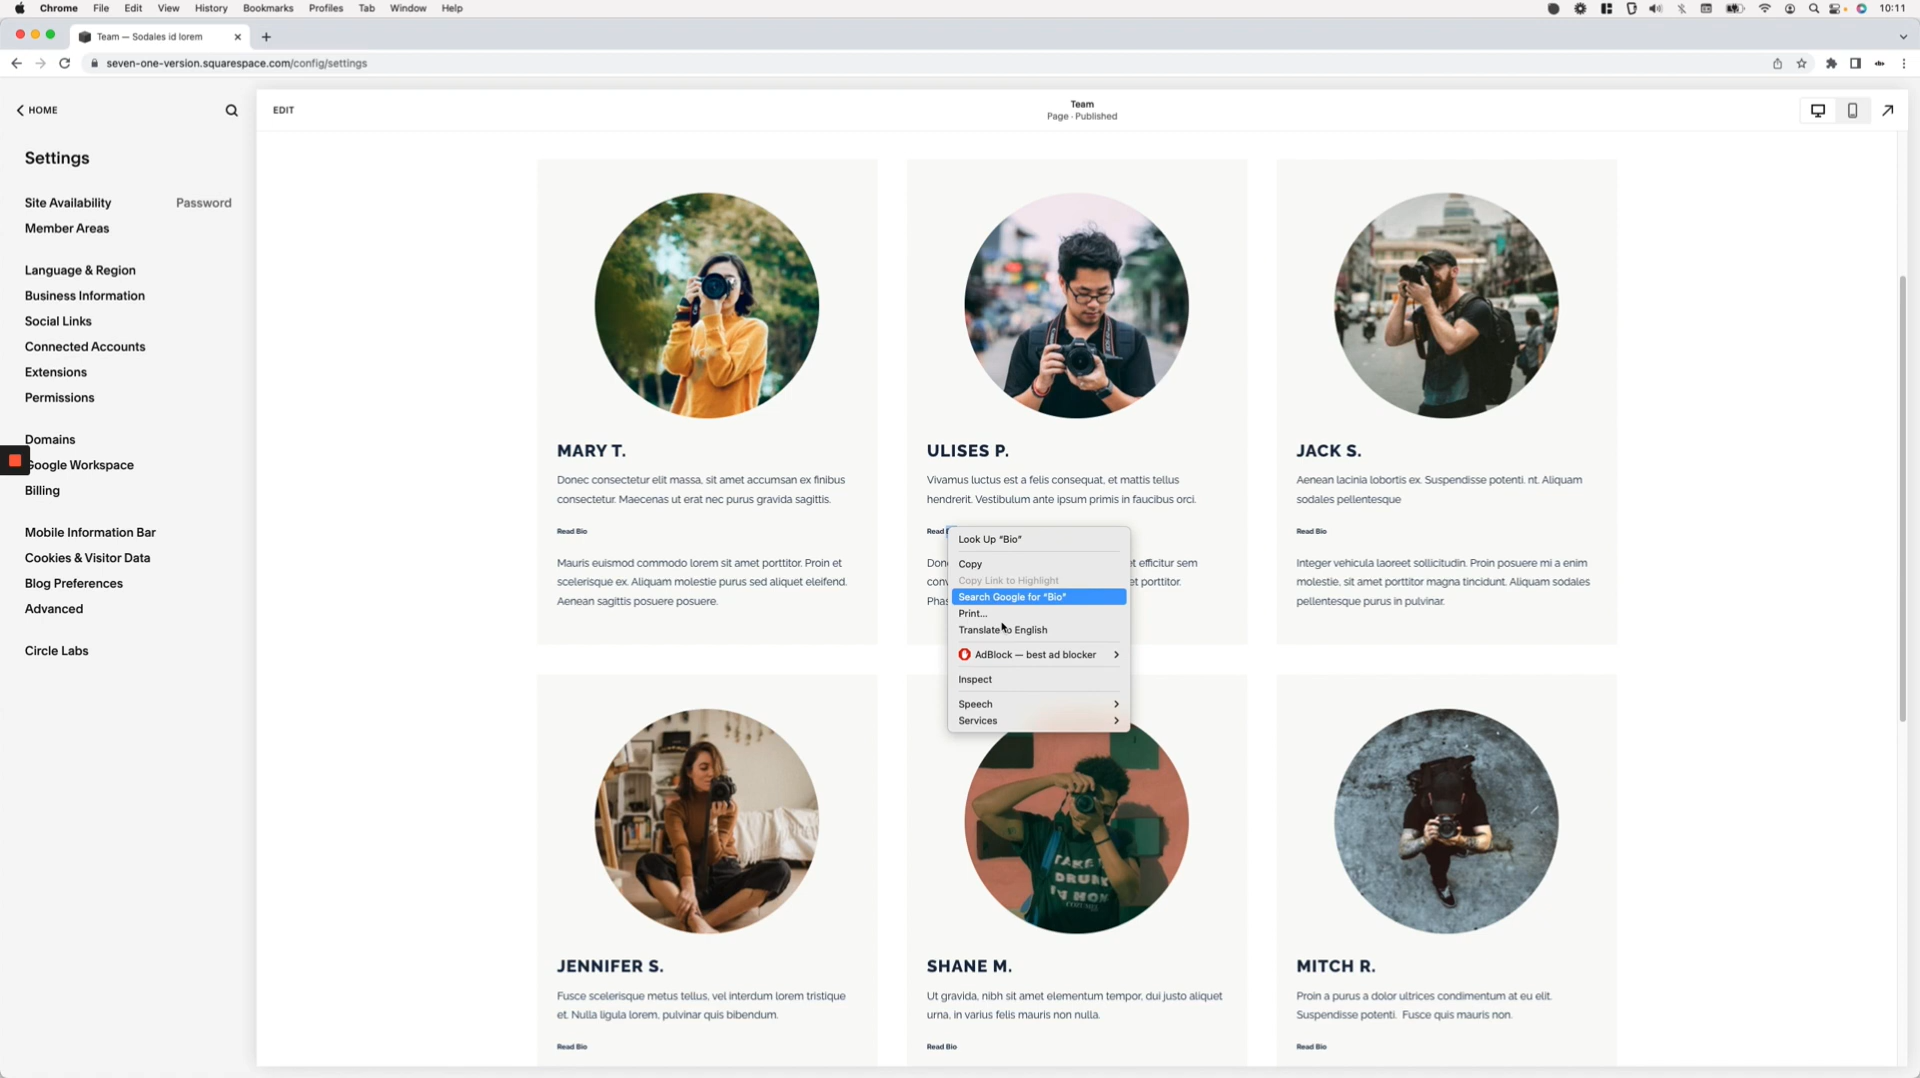 Chrome File Edit View History Bookmarks Profiles Tab Window Help 10:11
Team — Sodales id lorem
seven-one-version.squarespace.com/config/settings
HOME
Settings
Site Availability Password
Member Areas
Language & Region
Business Information
Social Links
Connected Accounts
Extensions
Permissions
Domains
Google Workspace
Billing
Mobile Information Bar
Cookies & Visitor Data
Blog Preferences
Advanced
Circle Labs
EDIT
Team
Page · Published
MARY T.
Donec consectetur elit massa, sit amet accumsan ex finibus
consectetur. Maecenas ut erat nec purus gravida sagittis.
Read Bio
Mauris euismod commodo lorem sit amet porttitor. Proin et
scelerisque ex. Aliquam molestie purus sed aliquet eleifend.
Aenean sagittis posuere posuere.
ULISES P.
Vivamus luctus est a felis consequat, et mattis tellus
hendrerit. Vestibulum ante ipsum primis in faucibus orci.
Read
efficitur sem
et porttitor.
Look Up “Bio”
Copy
Copy Link to Highlight
Search Google for “Bio”
Print...
Translate to English
AdBlock — best ad blocker
Inspect
Speech
Services
JACK S.
Aenean lacinia lobortis ex. Suspendisse potenti. nt. Aliquam
sodales pellentesque
Read Bio
Integer vehicula laoreet sollicitudin. Proin posuere mi a enim
molestie, sit amet porttitor magna tincidunt. Aliquam sodales
pellentesque purus in pulvinar.
JENNIFER S.
Fusce scelerisque metus tellus, vel interdum lorem tristique
et. Nulla ligula lorem, pulvinar quis bibendum.
Read Bio
TAKE
DRUNK
N HON
SHANE M.
Ut gravida, nibh sit amet elementum tempor, dui justo aliquet
urna, in varius felis mauris non nulla.
Read Bio
MITCH R.
Proin a purus a dolor ultrices condimentum at eu elit.
Suspendisse potenti. Fusce quis mauris non.
Read Bio